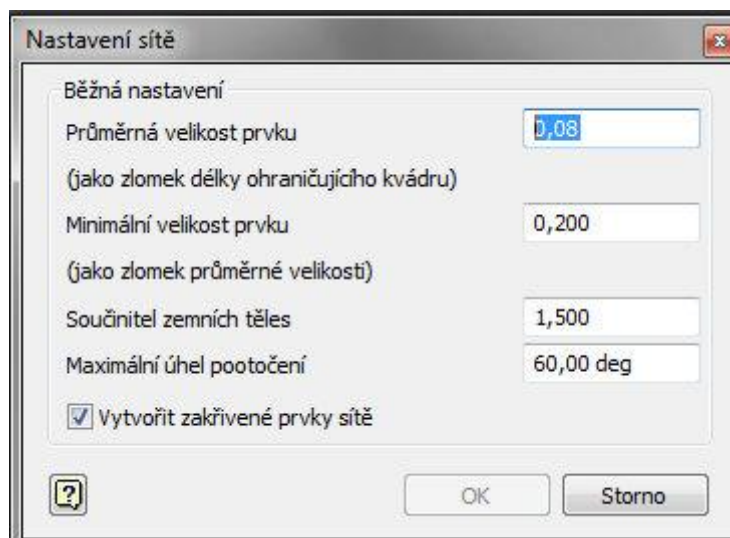 Nastavení sítě
Běžná nastavení
Průměrná velikost prvku 0,08
(jako zlomek délky ohraničujícího kvádru)
Minimální velikost prvku 0,200
(jako zlomek průměrné velikosti)
Součinitel zemních těles 1,500
Maximální úhel pootočení 60,00 deg
Vytvořit zakřivené prvky sítě
OK Storno